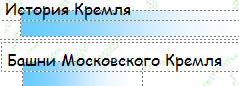 История Кремля
Башни Московского Кремля